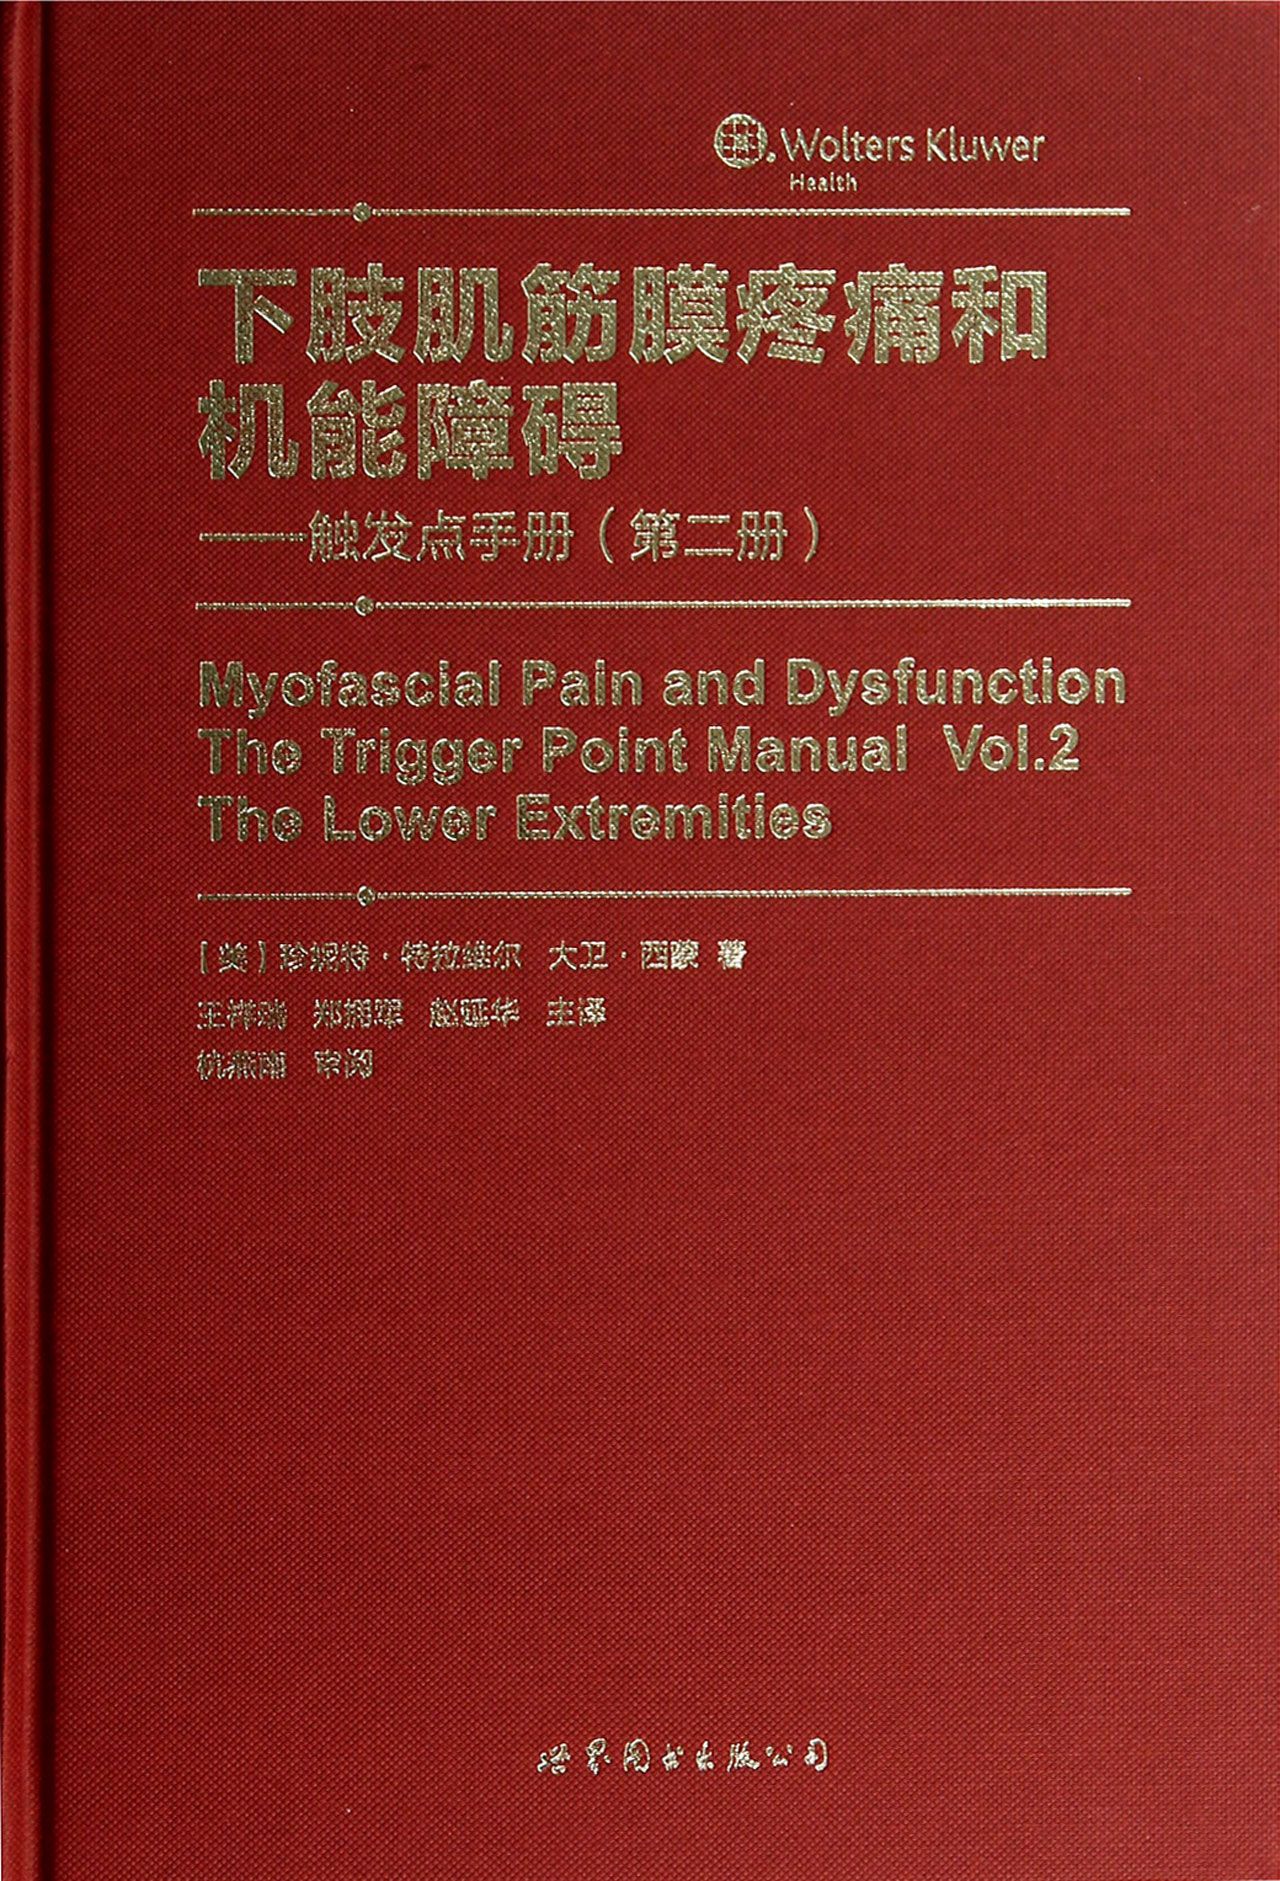 Wolters Kluwer
Health
下肢肌筋膜疼痛和
机能障碍
——触发点手册（第二册）
Myofascial Pain and Dysfunction
The Trigger Point Manual Vol.2
The Lower Extremities
［美］珍妮特·特拉维尔 大卫·西蒙 著
王祥瑞 郑拥军 赵延华 主译
杭燕南 审阅
世界图书出版公司